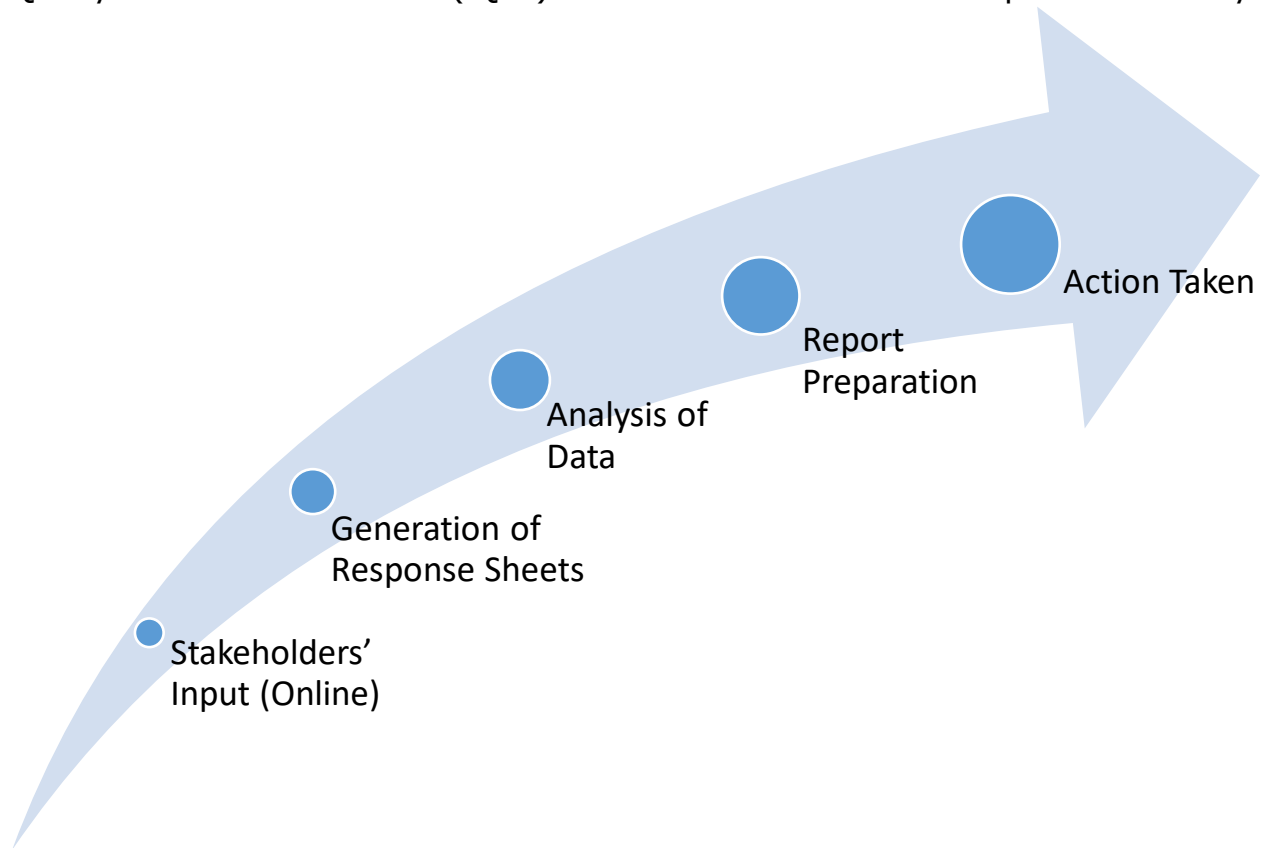 Stakeholders’
Input (Online)
Generation of
Response Sheets
Analysis of
Data
Report
Preparation
Action Taken